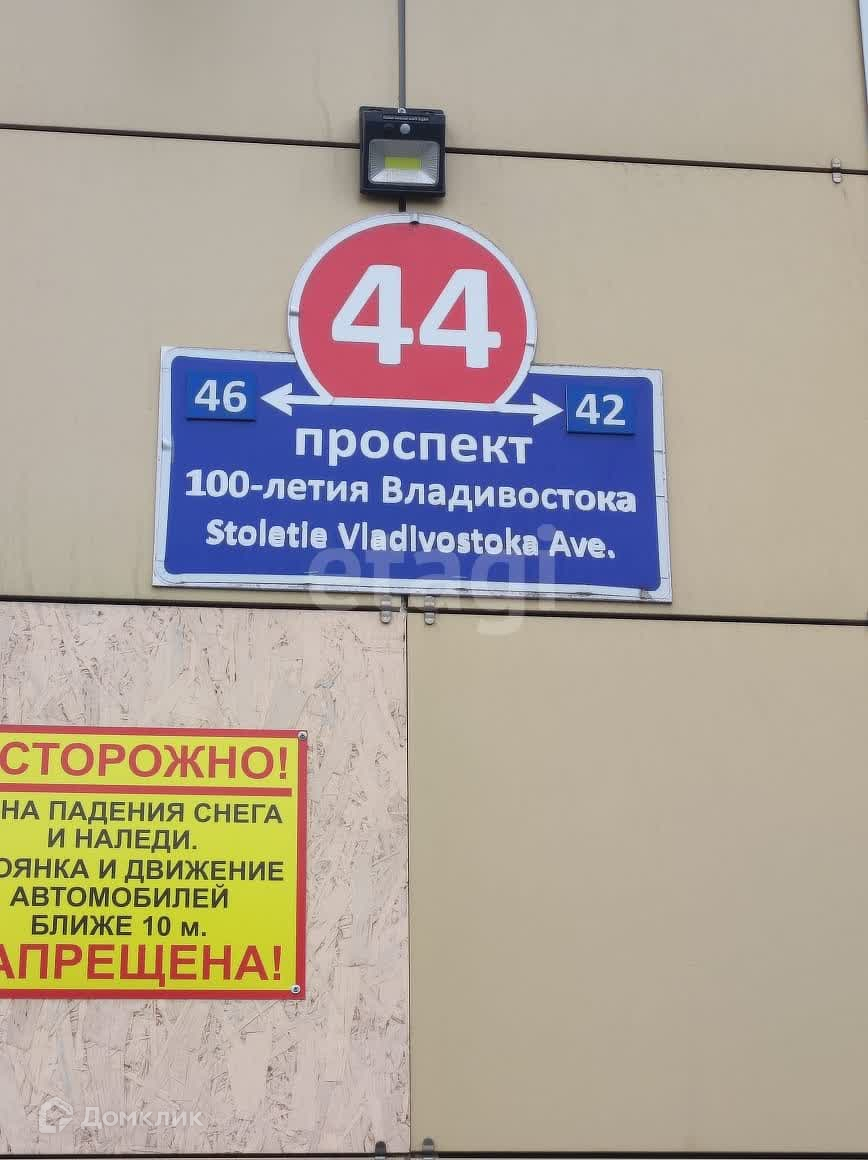 44
46
42
проспект
100-летия Владивостока
Stoletie Vladivostoka Ave.
etagi
СТОРОЖНО!
НА ПАДЕНИЯ СНЕГА
И НАЛЕДИ.
ОЯНКА И ДВИЖЕНИЕ
АВТОМОБИЛЕЙ
БЛИЖЕ 10 м.
АПРЕЩЕНА!
Домклик